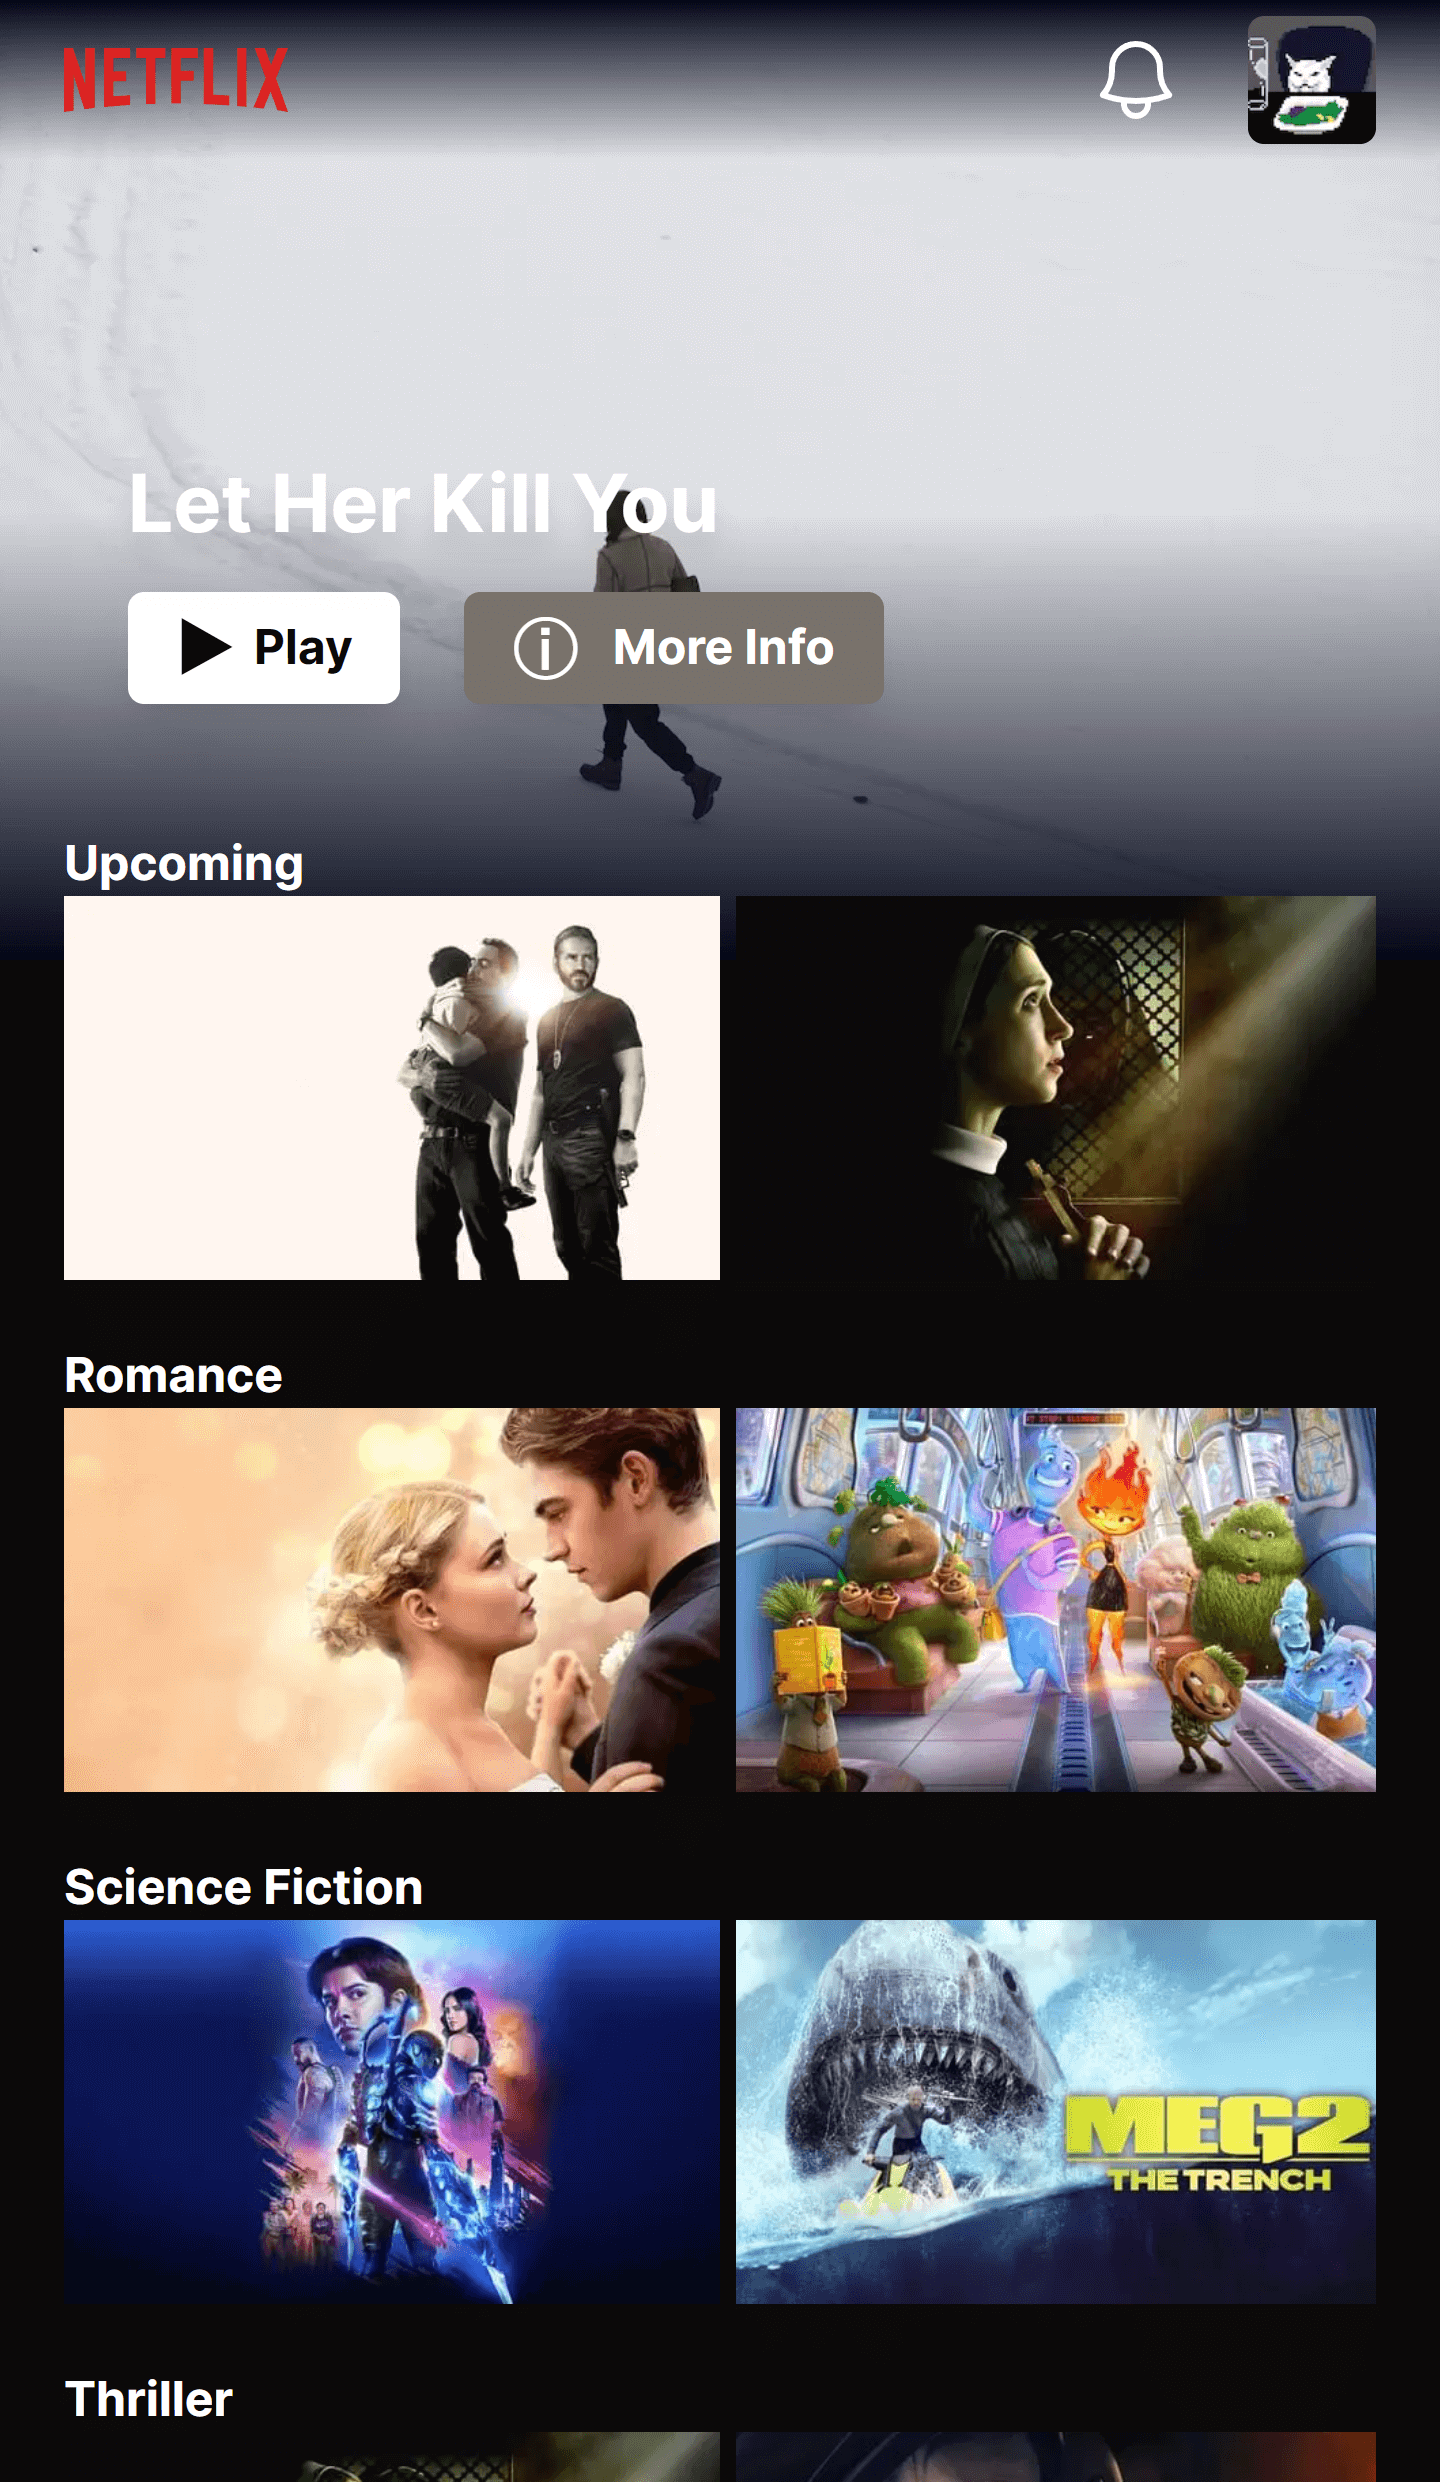 NETFLIX
Let Her Kill You
Play
More Info
Upcoming
Romance
Science Fiction
MEG2
THE TRENCH
Thriller